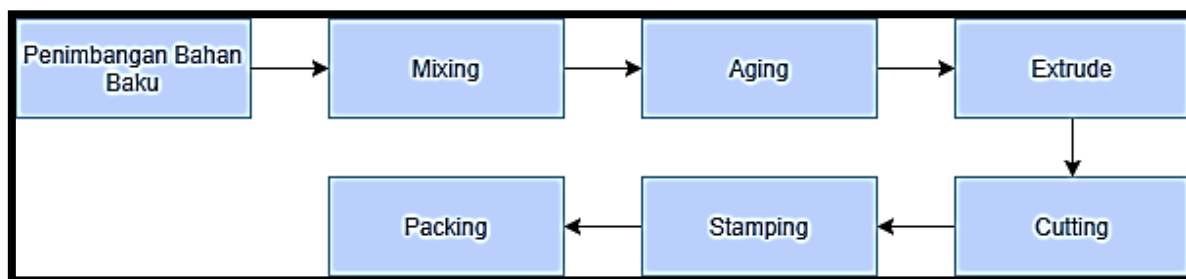 Penimbangan Bahan
Baku
Mixing
Aging
Extrude
Cutting
Stamping
Packing